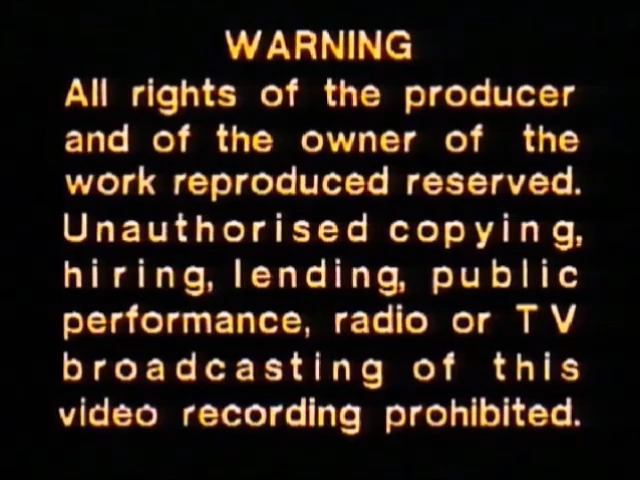 WARNING
All rights of the producer
and of the owner of the
work reproduced reserved.
Unauthorised copying,
hiring, lending, public
performance, radio or TV
broadcasting of this
video recording prohibited.